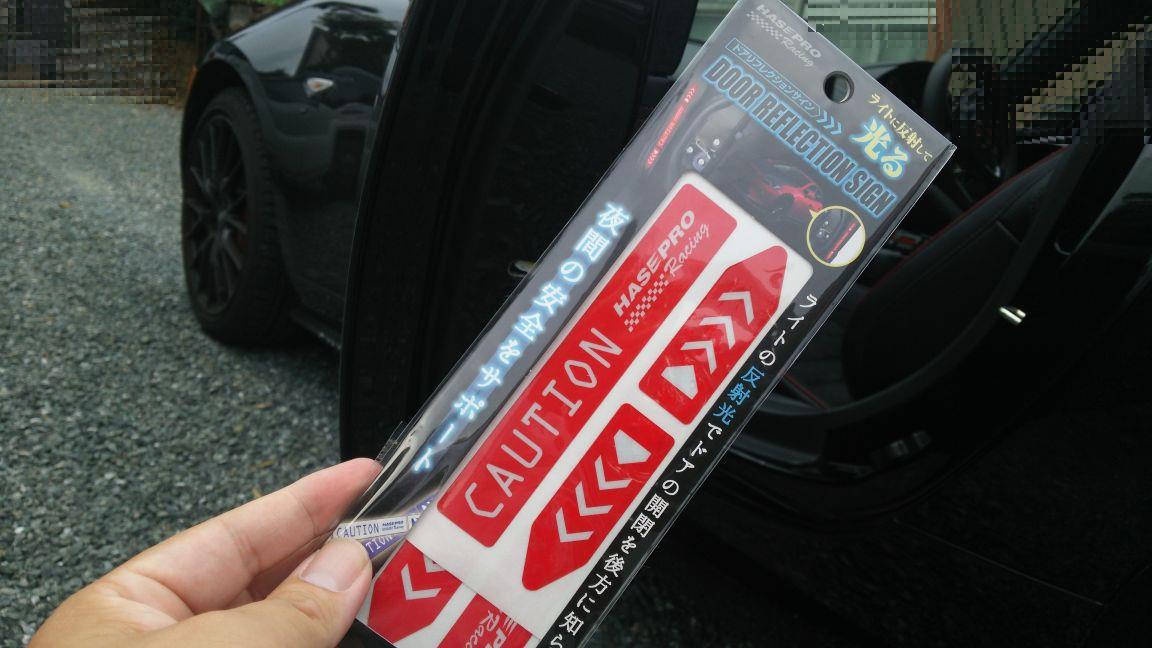 HASEPRO
Racing
ドアリフレクションサイン
DOOR REFLECTION SIGN
ライトに反射して
光る
夜間の安全をサポート
HASEPRO
Racing
CAUTION
ライトの反射光でドアの開閉を後方に知ら
CAUTION HASEPRO